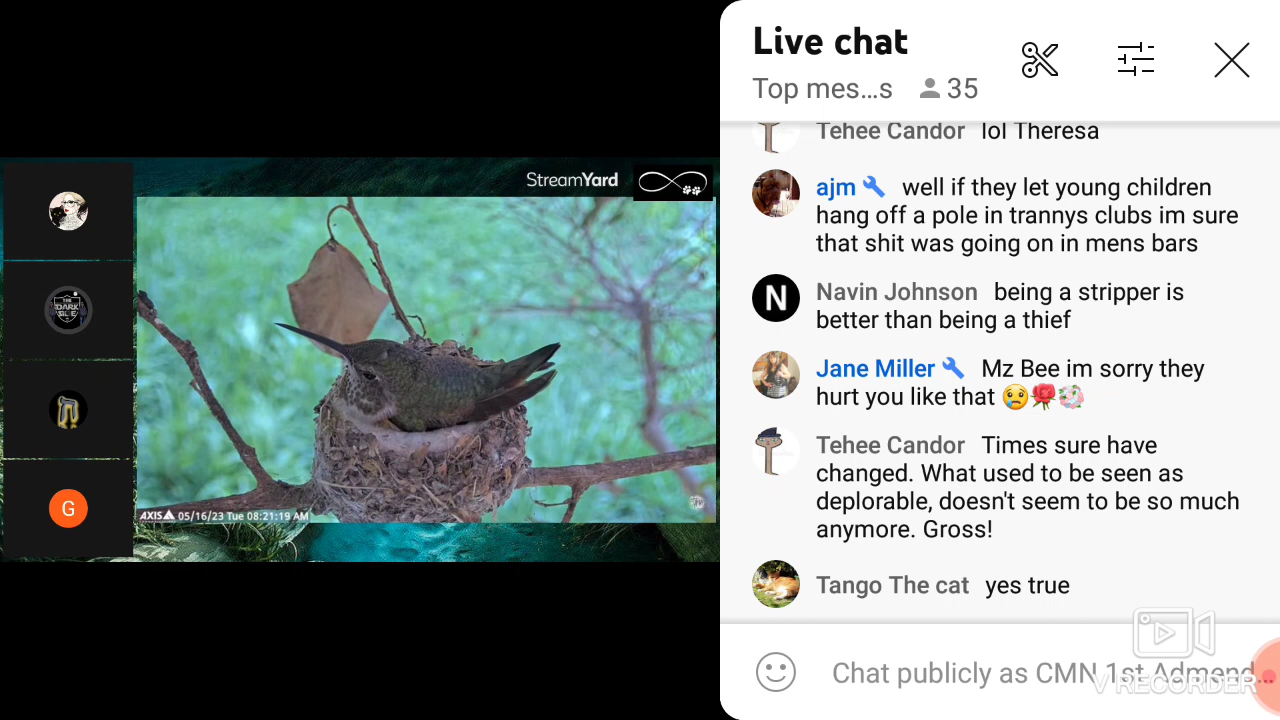 StreamYard
THE
DARK
G
AXIS 05/16/23 Tue 08:21:19 AM
Live chat
Top mes...s 35
Tehee Candor lol Theresa
ajm well if they let young children
hang off a pole in trannys clubs im sure
that shit was going on in mens bars
N Navin Johnson being a stripper is
better than being a thief
Jane Miller Mz Bee im sorry they
hurt you like that 😢🌹💐
Tehee Candor Times sure have
changed. What used to be seen as
deplorable, doesn't seem to be so much
anymore. Gross!
Tango The cat yes true
Chat publicly as CMN 1st Admend...
V RECORDER